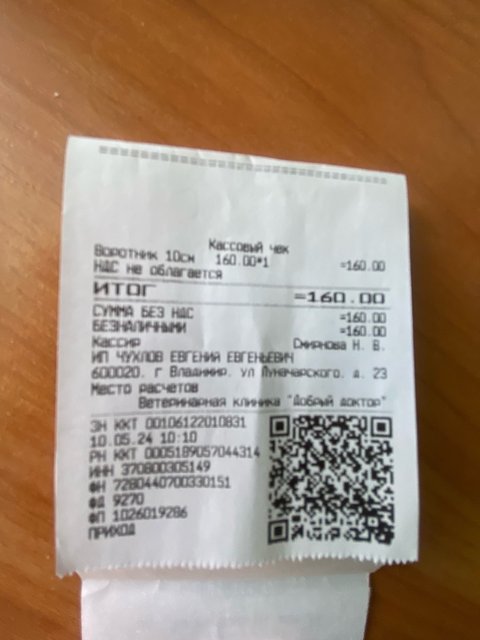 Кассовый чек
Воротник 10см 160.00*1 =160.00
НДС не облагается
ИТОГ =160.00
СУММА БЕЗ НДС =160.00
БЕЗНАЛИЧНЫМИ =160.00
Кассир Смирнова Н. В.
ИП ЧУХЛОВ ЕВГЕНИЙ ЕВГЕНЬЕВИЧ
600020. г Владимир. ул Луначарского. д. 23
Место расчетов
Ветеринарная клиника "Добрый доктор"
ЗН ККТ 00106122010831
10.05.24 10:10
РН ККТ 0005189057044314
ИНН 370800305149
ФН 7280440700330151
ФД 9270
ФП 1026019286
ПРИХОД